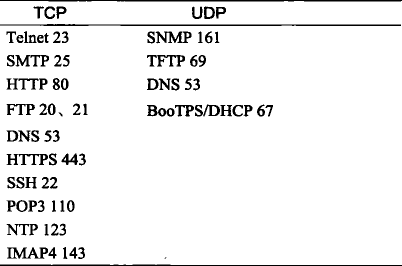 TCP UDP
Telnet 23 SNMP 161
SMTP 25 TFTP 69
HTTP 80 DNS 53
FTP 20、21 BooTPS/DHCP 67
DNS 53
HTTPS 443
SSH 22
POP3 110
NTP 123
IMAP4 143